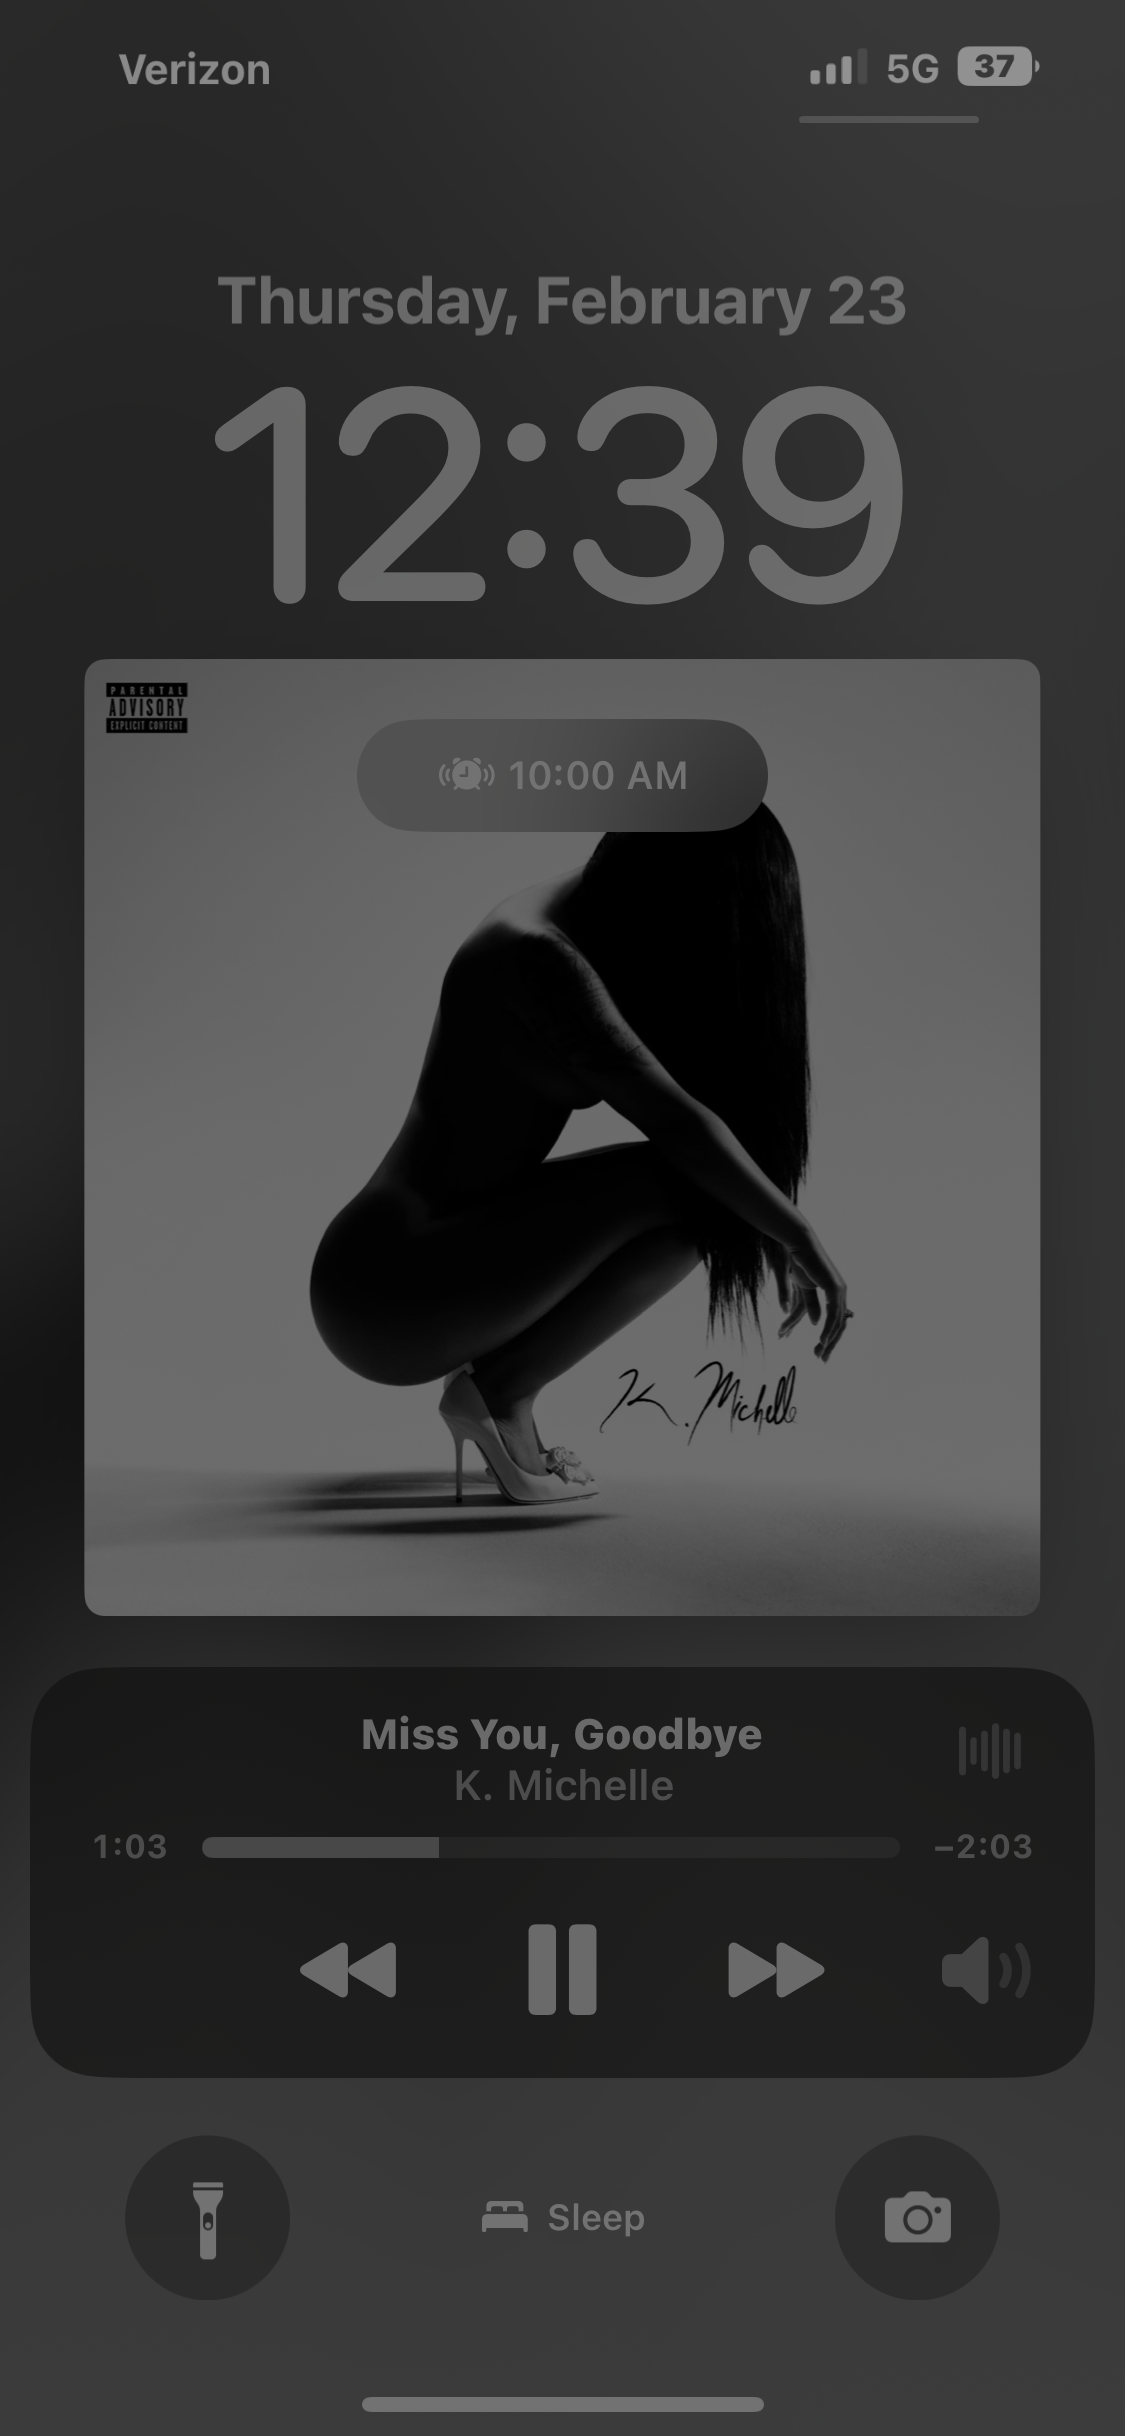 Verizon 5G 37
Thursday, February 23
12:39
PARENTAL
ADVISORY
EXPLICIT CONTENT
10:00 AM
K. Michelle
Miss You, Goodbye
K. Michelle
1:03 –2:03
Sleep